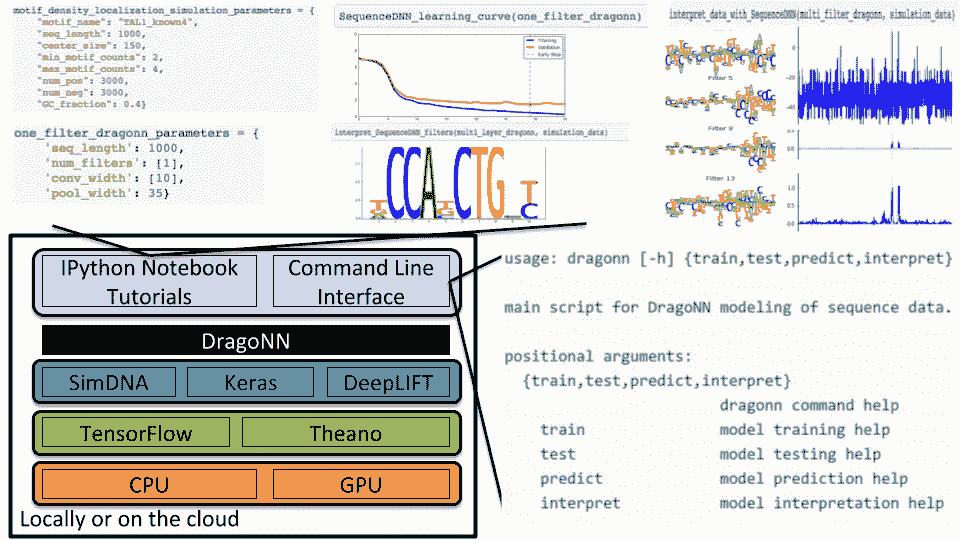 motif_density_localization_simulation_parameters = {
"motif_name": "TAL1_known4",
"seq_length": 1000,
"center_size": 150,
"min_motif_counts": 2,
"max_motif_counts": 4,
"num_pos": 3000,
"num_neg": 3000,
"GC_fraction": 0.4}
one_filter_dragonn_parameters = {
'seq_length': 1000,
'num_filters': [1],
'conv_width': [10],
'pool_width': 35}
SequenceDNN_learning_curve(one_filter_dragonn)
Training
Validation
Early stop
interpret_SequenceDNN_filters(multi_layer_dragonn, simulation_data)
CCA CTG
interpret_data_with_SequenceDNN(multi_filter_dragonn, simulation_data)
Filter 5
Filter 9
Filter 13
IPython Notebook
Tutorials
Command Line
Interface
DragoNN
SimDNA
Keras
DeepLIFT
TensorFlow
Theano
CPU
GPU
Locally or on the cloud
usage: dragonn [-h] {train,test,predict,interpret}
main script for DragoNN modeling of sequence data.
positional arguments:
{train,test,predict,interpret}
dragonn command help
train model training help
test model testing help
predict model prediction help
interpret model interpretation help